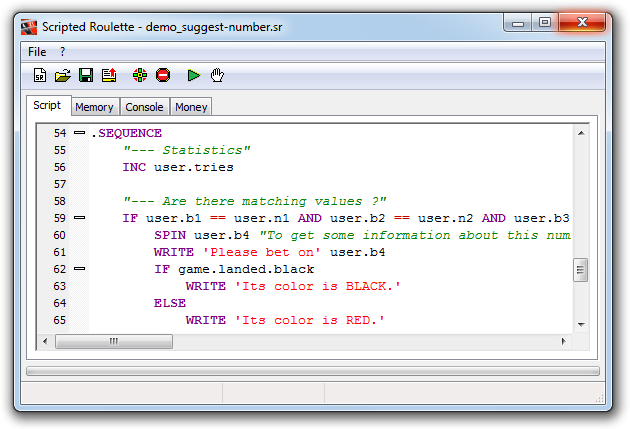 Scripted Roulette - demo_suggest-number.sr
File ?
SR
Script Memory Console Money
54 .SEQUENCE
55 "--- Statistics"
56 INC user.tries
57
58 "--- Are there matching values ?"
59 IF user.b1 == user.n1 AND user.b2 == user.n2 AND user.b3
60 SPIN user.b4 "To get some information about this num
61 WRITE 'Please bet on' user.b4
62 IF game.landed.black
63 WRITE 'Its color is BLACK.'
64 ELSE
65 WRITE 'Its color is RED.'